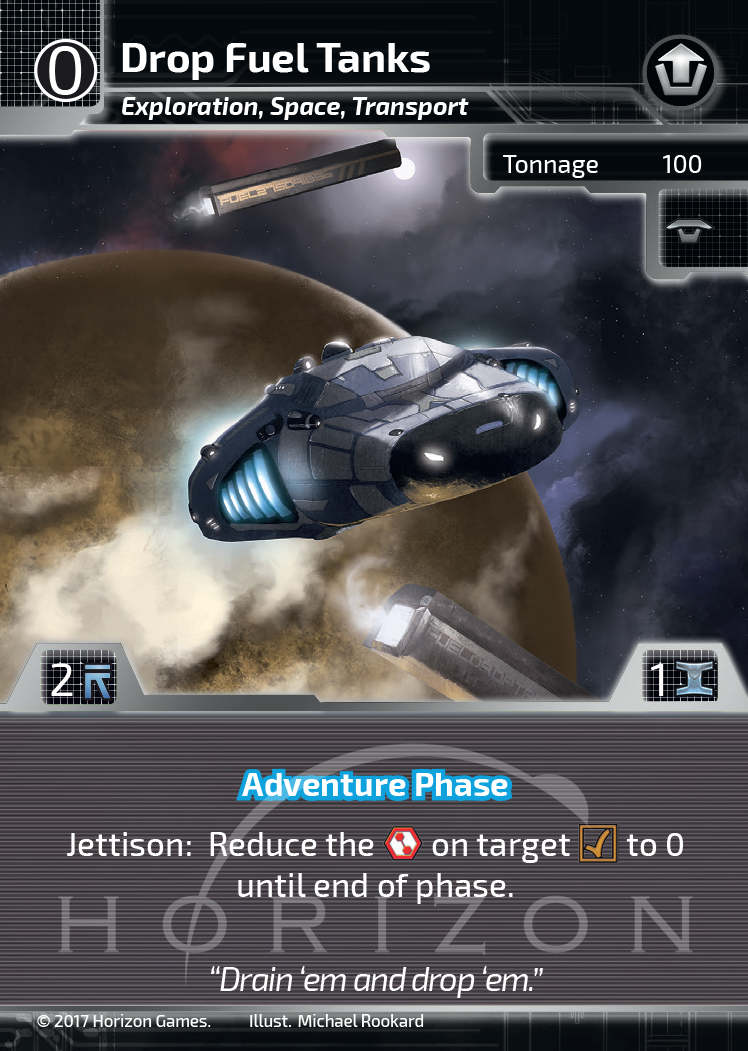 0
Drop Fuel Tanks
Exploration, Space, Transport
Tonnage 100
2
1
Adventure Phase
Jettison: Reduce the on target to 0
until end of phase.
HORIZON
“Drain ‘em and drop ‘em.”
© 2017 Horizon Games. Illust. Michael Rookard